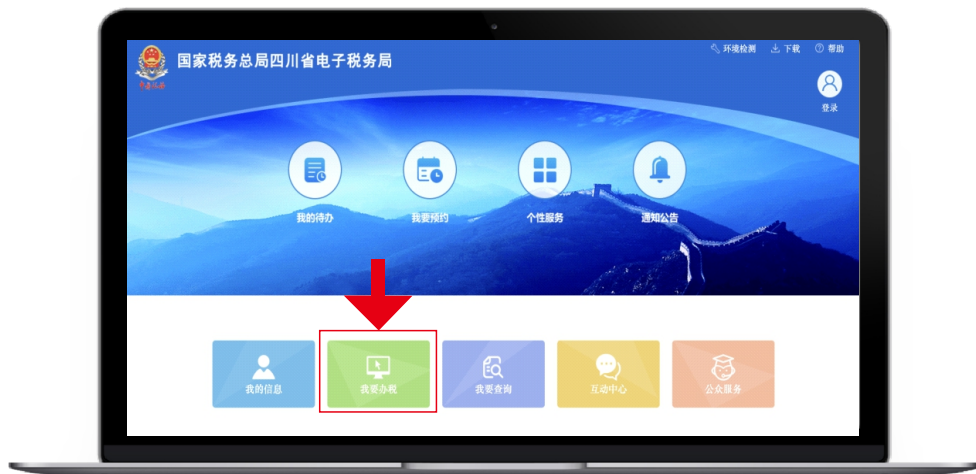 国家税务总局四川省电子税务局
环境检测 下载 帮助
登录
我的待办 我要预约 个性服务 通知公告
我的信息 我要办税 我要查询 互动中心 公众服务